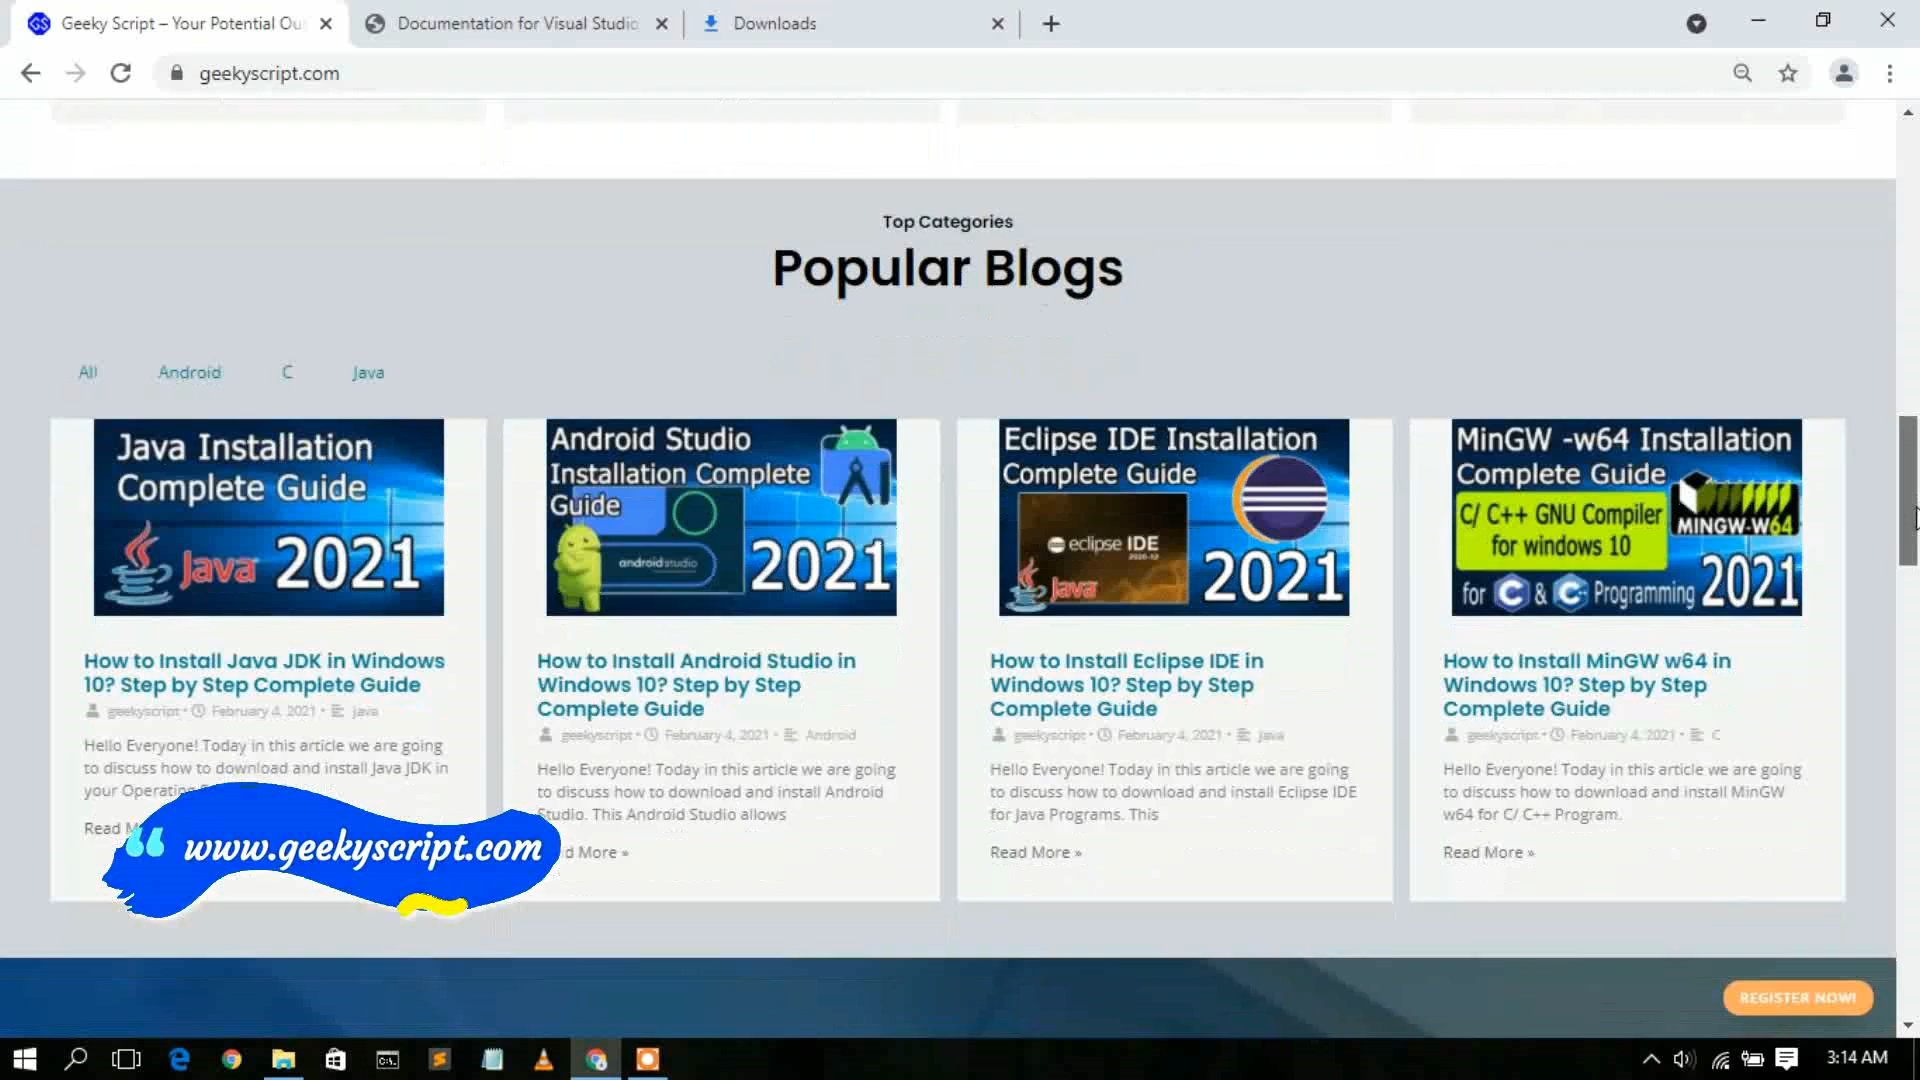 Geeky Script – Your Potential Ou
Documentation for Visual Studio
Downloads
geekyscript.com
Top Categories
Popular Blogs
All
Android
C
Java
Java Installation
Complete Guide
Java 2021
Android Studio
Installation Complete
Guide
androidstudio
2021
Eclipse IDE Installation
Complete Guide
eclipse IDE
2020-12
Java
2021
MinGW -w64 Installation
Complete Guide
C/ C++ GNU Compiler
for windows 10
MINGW-W64
for C & C++ Programming 2021
How to Install Java JDK in Windows
10? Step by Step Complete Guide
geekyscript • February 4, 2021 • Java
Hello Everyone! Today in this article we are going
to discuss how to download and install Java JDK in
your Operating
Read M
How to Install Android Studio in
Windows 10? Step by Step
Complete Guide
geekyscript • February 4, 2021 • Android
Hello Everyone! Today in this article we are going
to discuss how to download and install Android
Studio. This Android Studio allows
d More »
How to Install Eclipse IDE in
Windows 10? Step by Step
Complete Guide
geekyscript • February 4, 2021 • Java
Hello Everyone! Today in this article we are going
to discuss how to download and install Eclipse IDE
for Java Programs. This
Read More »
How to Install MinGW w64 in
Windows 10? Step by Step
Complete Guide
geekyscript • February 4, 2021 • C
Hello Everyone! Today in this article we are going
to discuss how to download and install MinGW
w64 for C/ C++ Program.
Read More »
“ www.geekyscript.com
REGISTER NOW!
3:14 AM